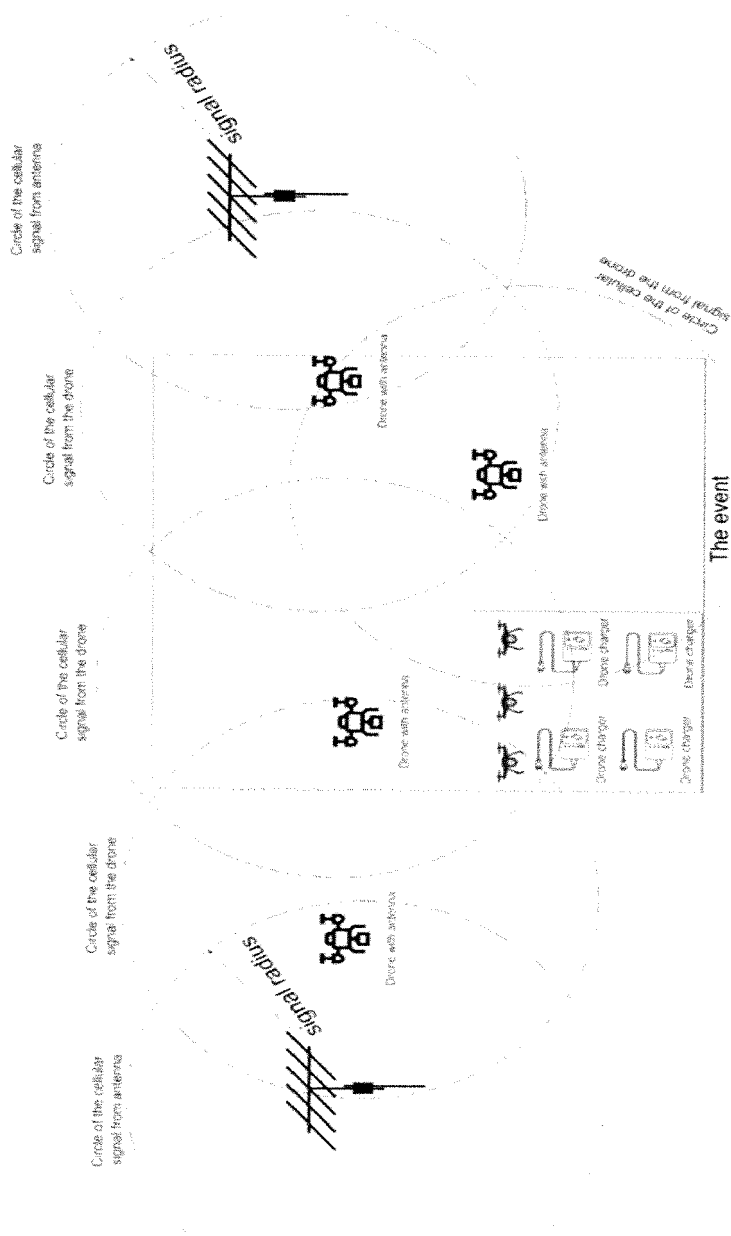 Circle of the cellular
signal from antenna
Circle of the cellular
signal from the drone
Circle of the cellular
signal from the drone
Circle of the cellular
signal from the drone
Circle of the cellular
signal from antenna
signal radius
signal radius
Circle of the cellular
signal from the drone
Drone with antenna
Drone with antenna
Drone with antenna
Drone with antenna
Drone charger
Drone charger
Drone charger
Drone charger
The event